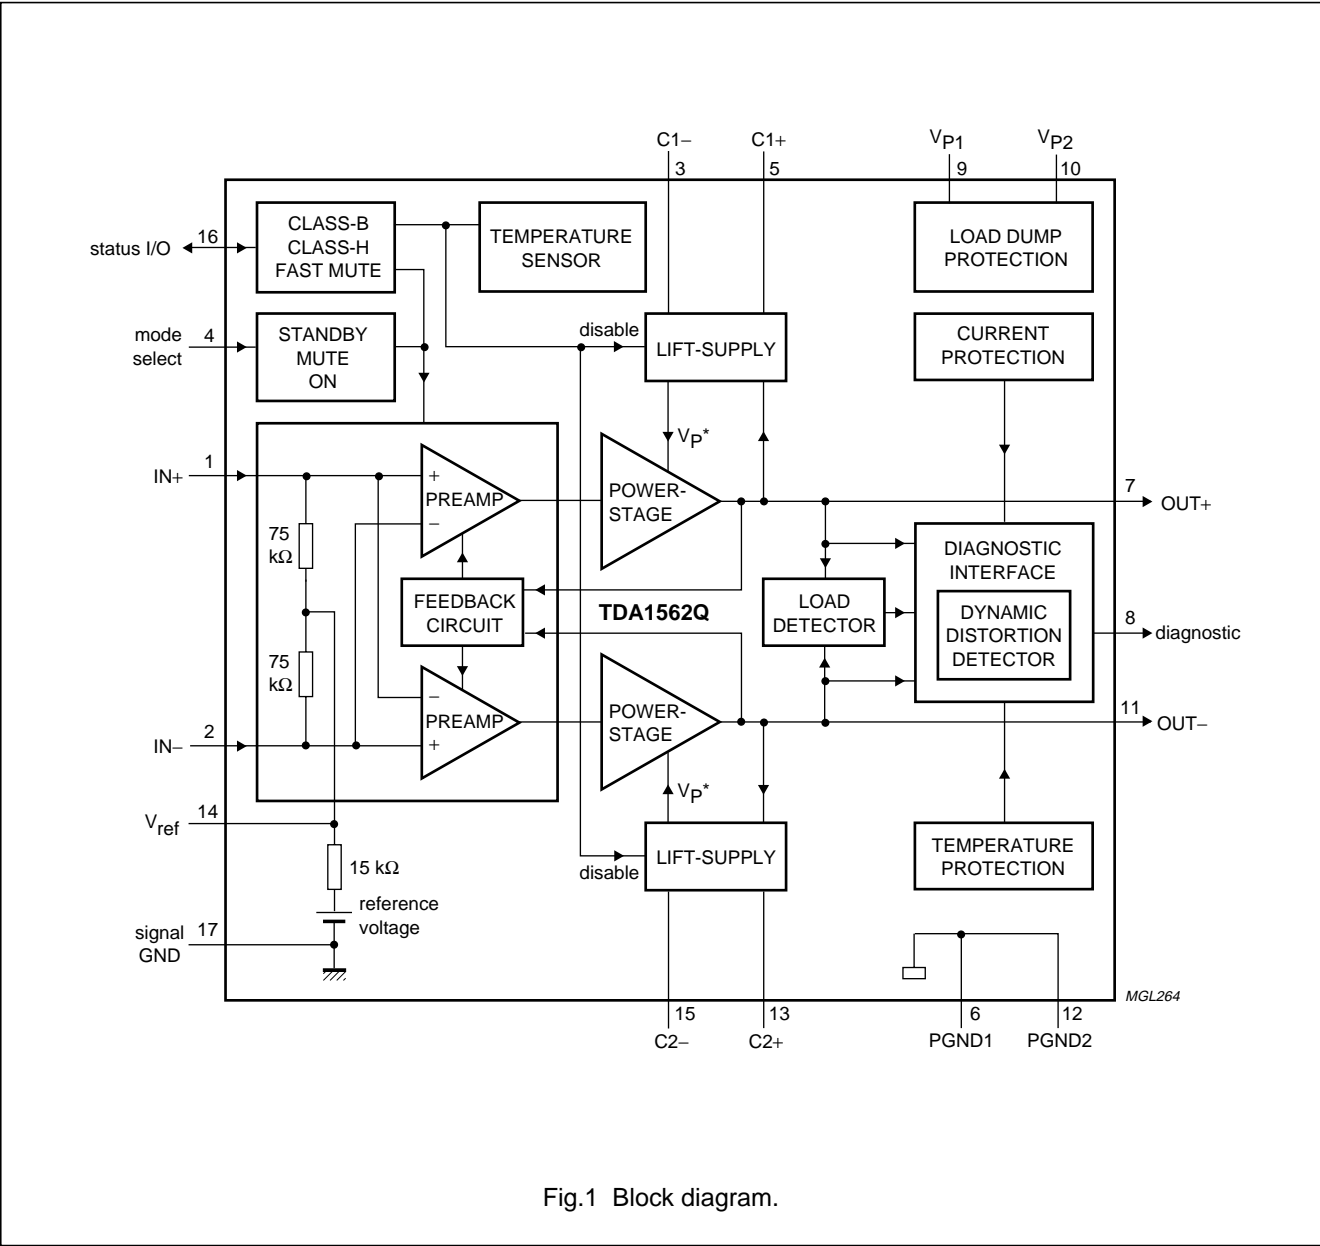 C1−
C1+
VP1
VP2
3
5
9
10
16
status I/O
CLASS-B
CLASS-H
FAST MUTE
TEMPERATURE
SENSOR
LOAD DUMP
PROTECTION
mode
select
4
STANDBY
MUTE
ON
disable
LIFT-SUPPLY
CURRENT
PROTECTION
VP*
IN+
1
+
PREAMP
−
POWER-
STAGE
7
OUT+
75
kΩ
DIAGNOSTIC
INTERFACE
FEEDBACK
CIRCUIT
TDA1562Q
LOAD
DETECTOR
DYNAMIC
DISTORTION
DETECTOR
8
diagnostic
75
kΩ
−
PREAMP
+
POWER-
STAGE
11
OUT−
IN−
2
VP*
Vref
14
15 kΩ
disable
LIFT-SUPPLY
TEMPERATURE
PROTECTION
reference
voltage
signal
GND
17
MGL264
15
13
6
12
C2−
C2+
PGND1
PGND2
Fig.1 Block diagram.